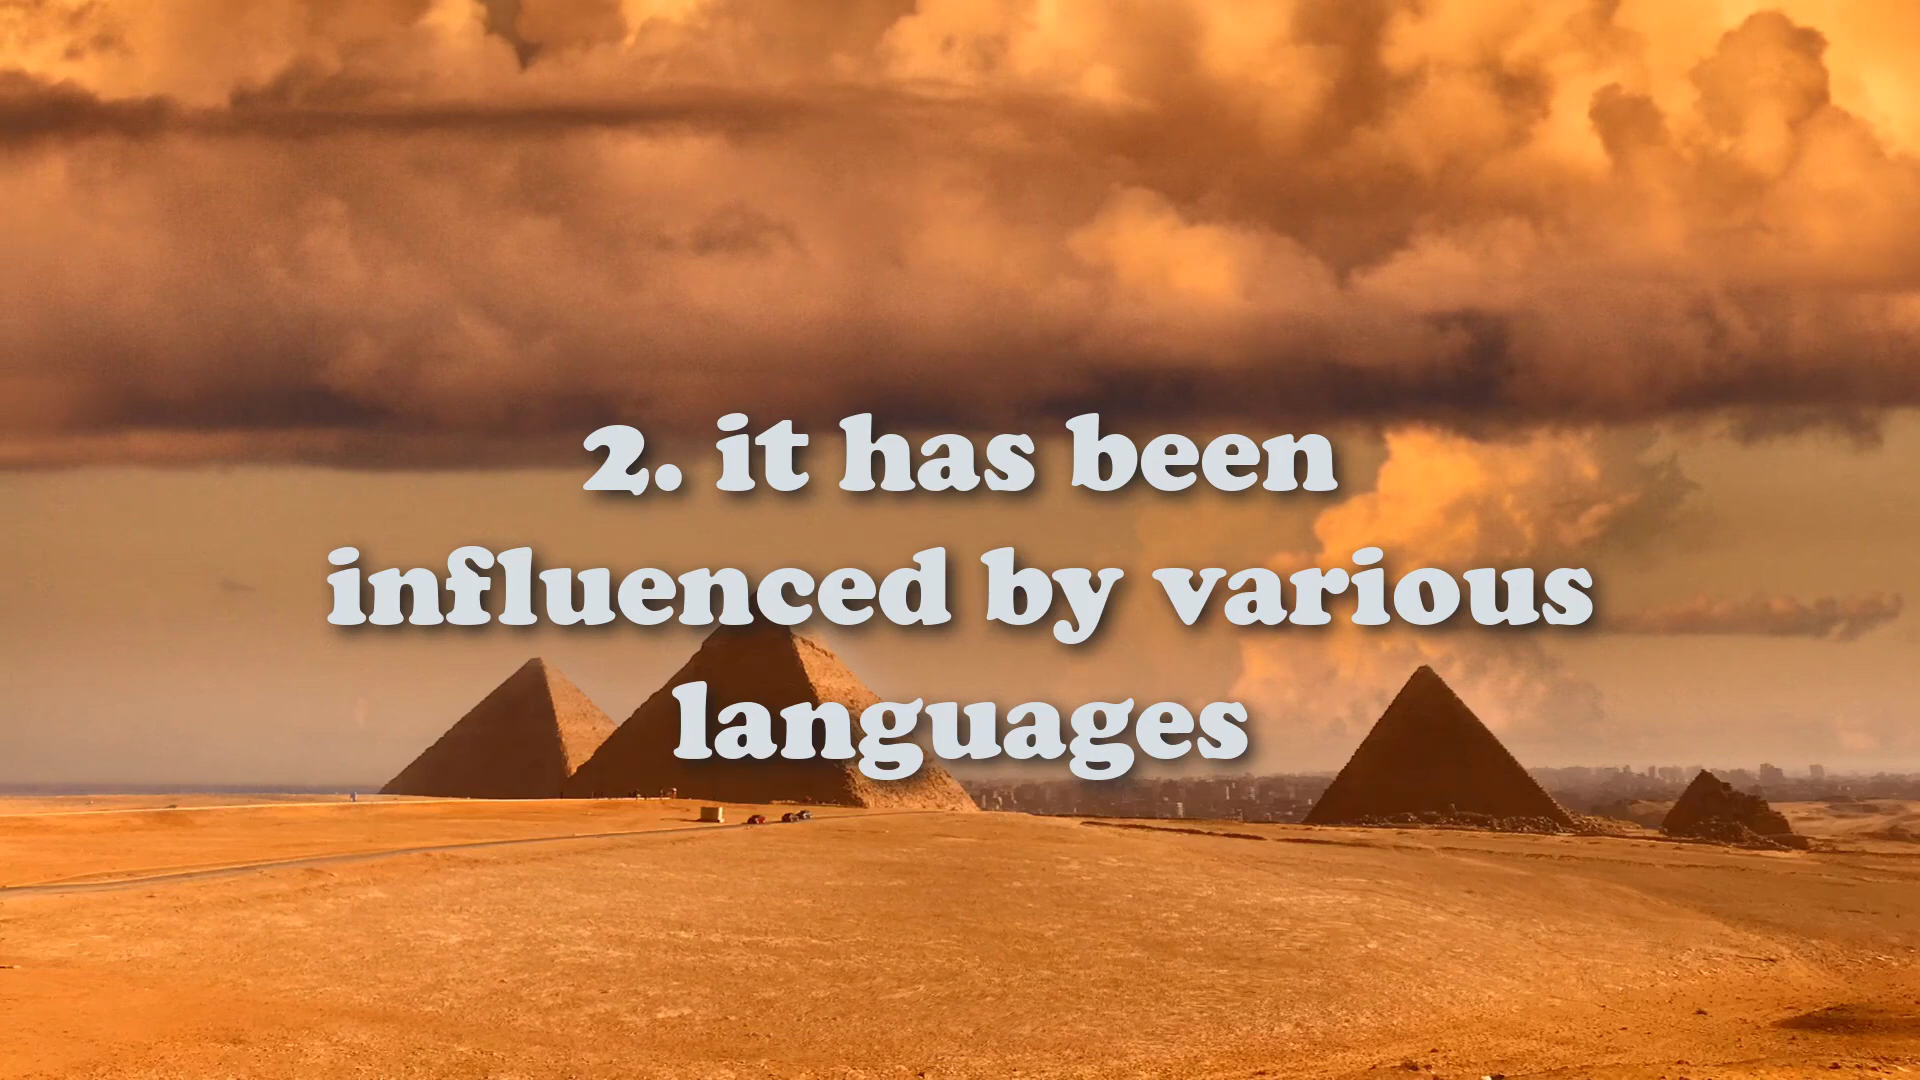 2. it has been
influenced by various
languages